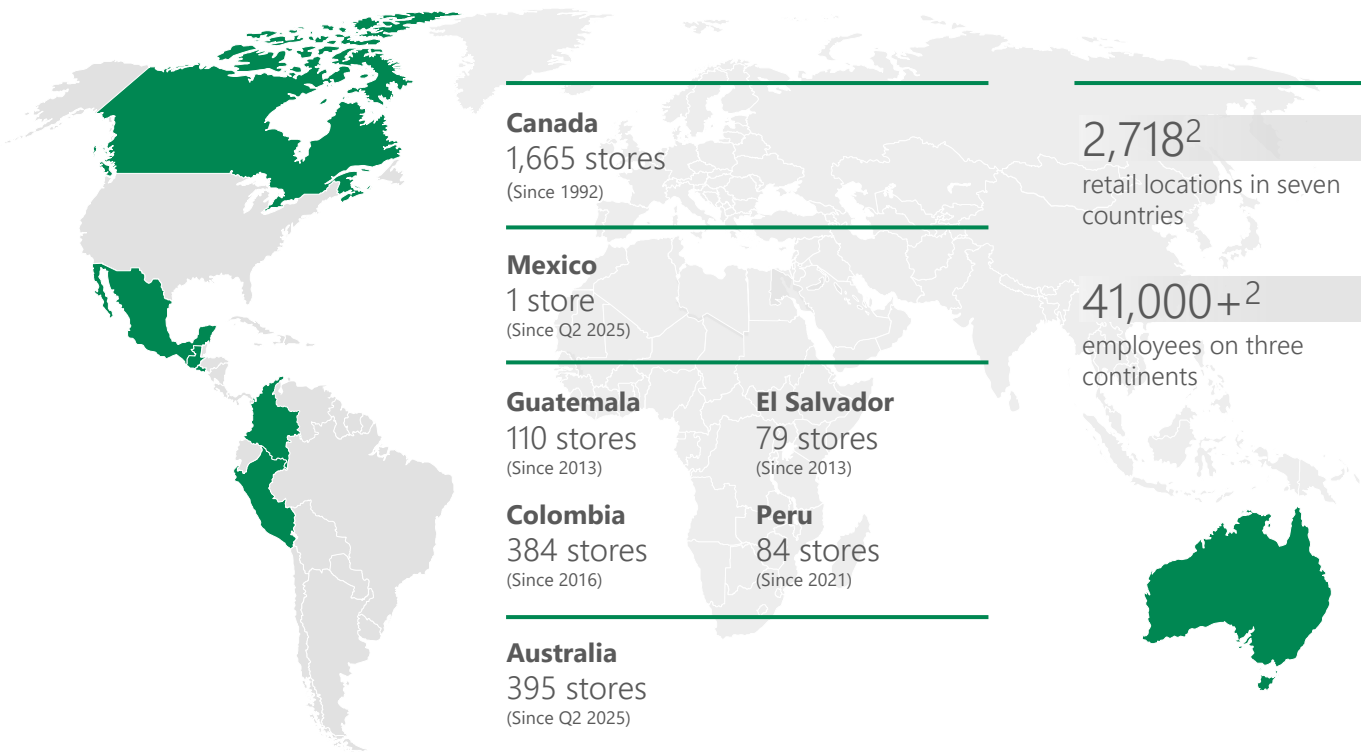 Canada
1,665 stores
(Since 1992)
Mexico
1 store
(Since Q2 2025)
Guatemala
110 stores
(Since 2013)
El Salvador
79 stores
(Since 2013)
Colombia
384 stores
(Since 2016)
Peru
84 stores
(Since 2021)
Australia
395 stores
(Since Q2 2025)
2,718²
retail locations in seven
countries
41,000+²
employees on three
continents